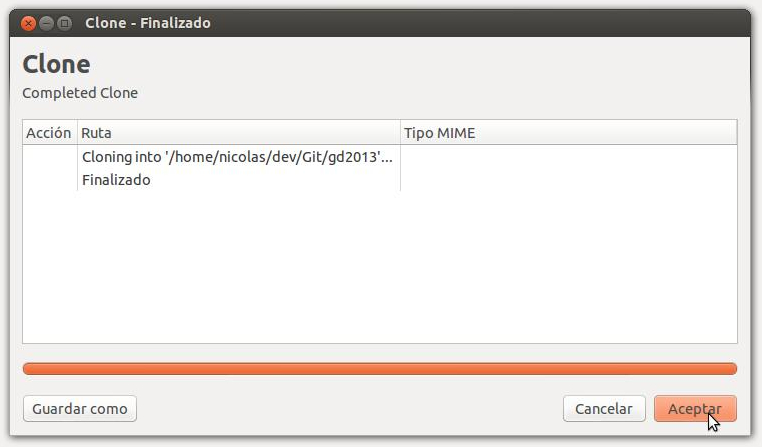 Clone - Finalizado
Clone
Completed Clone
Acción Ruta Tipo MIME
Cloning into '/home/nicolas/dev/Git/gd2013'...
Finalizado
Guardar como Cancelar Aceptar